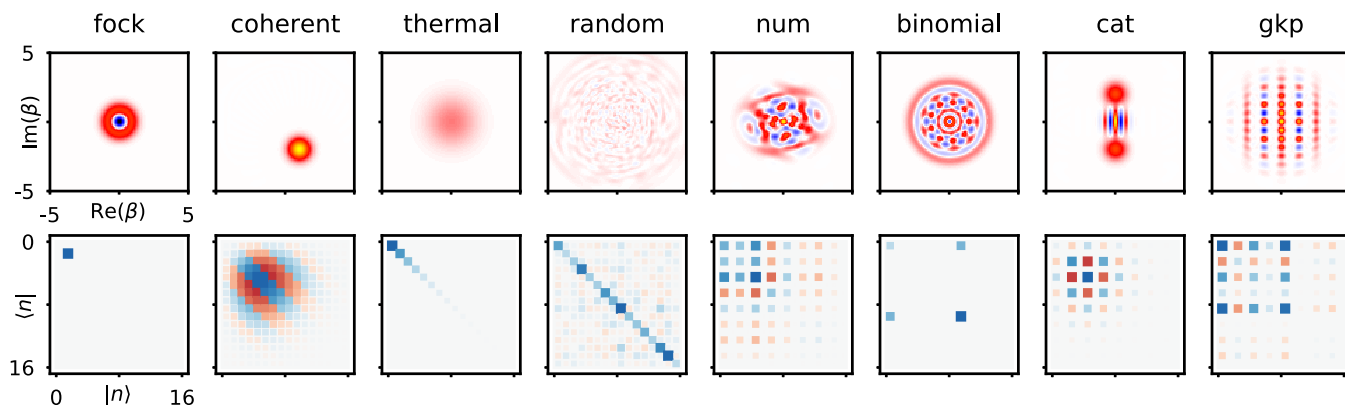 fock coherent thermal random num binomial cat gkp
5
Im(β)
-5
-5 Re(β) 5
0
⟨n|
16
0 |n⟩ 16